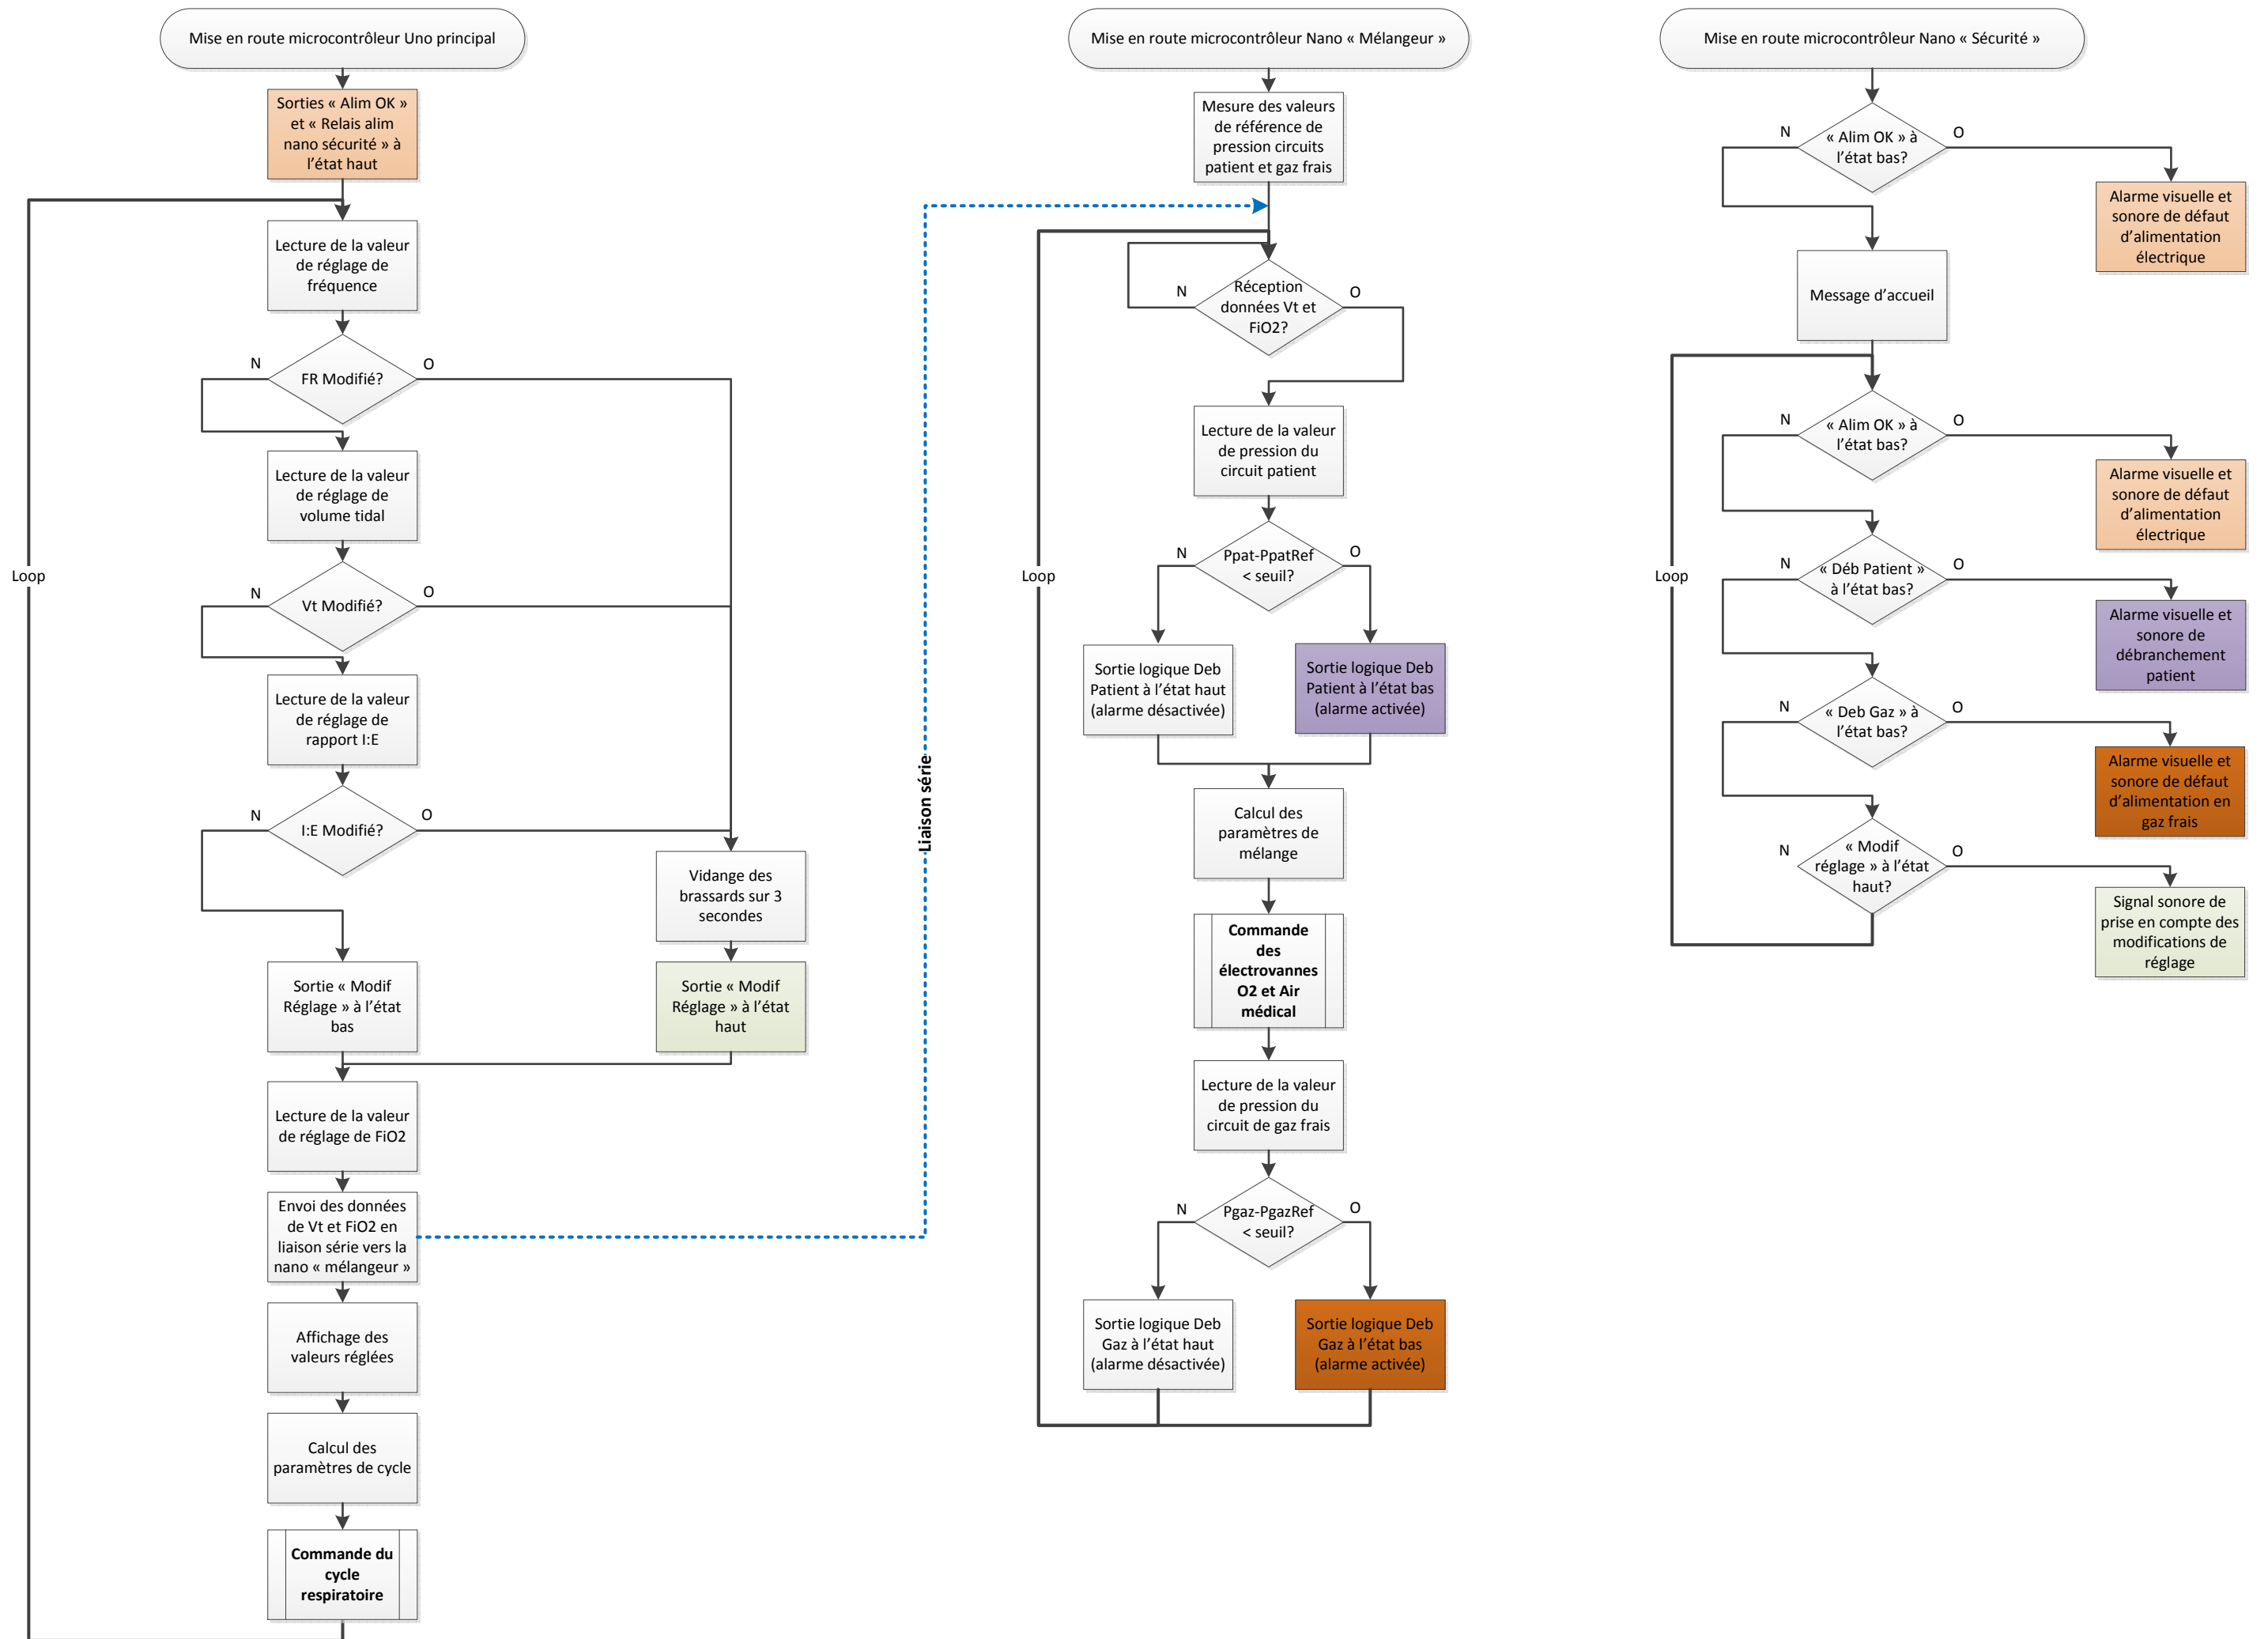 Mise en route microcontrôleur Uno principal
Sorties « Alim OK »
et « Relais alim
nano sécurité » à
l'état haut
Lecture de la valeur
de réglage de
fréquence
N
O
FR Modifié?
Lecture de la valeur
de réglage de
volume tidal
N
O
Vt Modifié?
Lecture de la valeur
de réglage de
rapport I:E
N
O
I:E Modifié?
Vidange des
brassards sur 3
secondes
Sortie « Modif
Réglage » à l'état
bas
Sortie « Modif
Réglage » à l'état
haut
Lecture de la valeur
de réglage de FiO2
Envoi des données
de Vt et FiO2 en
liaison série vers la
nano « mélangeur »
Affichage des
valeurs réglées
Calcul des
paramètres de cycle
Commande du
cycle
respiratoire
Loop
Liaison série
Mise en route microcontrôleur Nano « Mélangeur »
Mesure des valeurs
de référence de
pression circuits
patient et gaz frais
N
O
Réception
données Vt et
FiO2?
Lecture de la valeur
de pression du
circuit patient
N
O
Ppat-PpatRef
< seuil?
Sortie logique Deb
Patient à l'état haut
(alarme désactivée)
Sortie logique Deb
Patient à l'état bas
(alarme activée)
Calcul des
paramètres de
mélange
Commande
des
électrovannes
O2 et Air
médical
Lecture de la valeur
de pression du
circuit de gaz frais
N
O
Pgaz-PgazRef
< seuil?
Sortie logique Deb
Gaz à l'état haut
(alarme désactivée)
Sortie logique Deb
Gaz à l'état bas
(alarme activée)
Loop
Mise en route microcontrôleur Nano « Sécurité »
N
O
« Alim OK » à
l'état bas?
Alarme visuelle et
sonore de défaut
d'alimentation
électrique
Message d'accueil
N
O
« Alim OK » à
l'état bas?
Alarme visuelle et
sonore de défaut
d'alimentation
électrique
N
O
« Déb Patient »
à l'état bas?
Alarme visuelle et
sonore de
débranchement
patient
N
O
« Deb Gaz » à
l'état bas?
Alarme visuelle et
sonore de défaut
d'alimentation en
gaz frais
N
O
« Modif
réglage » à l'état
haut?
Signal sonore de
prise en compte des
modifications de
réglage
Loop